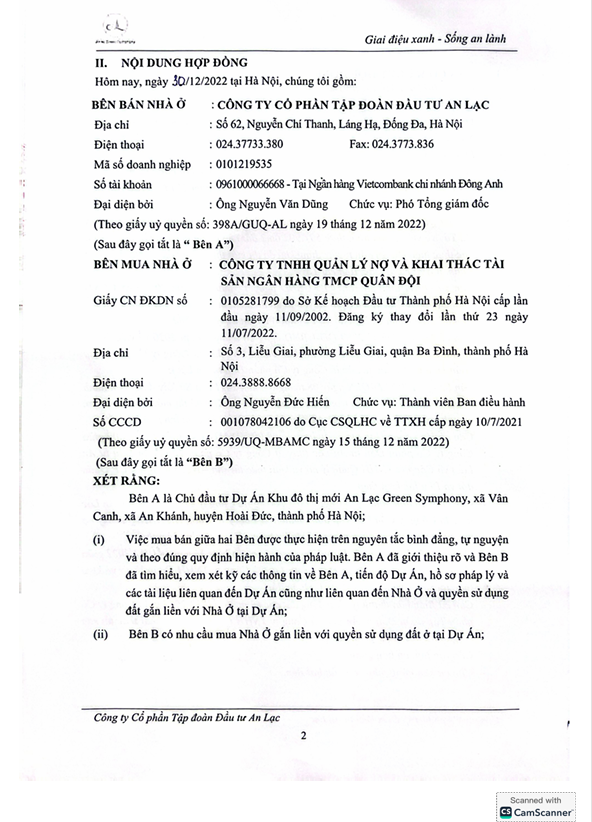 Giai điệu xanh - Sống an lành
II. NỘI DUNG HỢP ĐỒNG
Hôm nay, ngày 30/12/2022 tại Hà Nội, chúng tôi gồm:
BÊN BÁN NHÀ Ở : CÔNG TY CỔ PHẦN TẬP ĐOÀN ĐẦU TƯ AN LẠC
Địa chỉ : Số 62, Nguyễn Chí Thanh, Láng Hạ, Đống Đa, Hà Nội
Điện thoại : 024.37733.380 Fax: 024.3773.836
Mã số doanh nghiệp : 0101219535
Số tài khoản : 0961000066668 - Tại Ngân hàng Vietcombank chi nhánh Đông Anh
Đại diện bởi : Ông Nguyễn Văn Dũng Chức vụ: Phó Tổng giám đốc
(Theo giấy uỷ quyền số: 398A/GUQ-AL ngày 19 tháng 12 năm 2022)
(Sau đây gọi tắt là “ Bên A”)
BÊN MUA NHÀ Ở : CÔNG TY TNHH QUẢN LÝ NỢ VÀ KHAI THÁC TÀI
SẢN NGÂN HÀNG TMCP QUÂN ĐỘI
Giấy CN ĐKDN số : 0105281799 do Sở Kế hoạch Đầu tư Thành phố Hà Nội cấp lần
đầu ngày 11/09/2002. Đăng ký thay đổi lần thứ 23 ngày
11/07/2022.
Địa chỉ : Số 3, Liễu Giai, phường Liễu Giai, quận Ba Đình, thành phố Hà
Nội
Điện thoại : 024.3888.8668
Đại diện bởi : Ông Nguyễn Đức Hiến Chức vụ: Thành viên Ban điều hành
Số CCCD : 001078042106 do Cục CSQLHC về TTXH cấp ngày 10/7/2021
(Theo giấy uỷ quyền số: 5939/UQ-MBAMC ngày 15 tháng 12 năm 2022)
(Sau đây gọi tắt là “Bên B”)
XÉT RẰNG:
Bên A là Chủ đầu tư Dự Án Khu đô thị mới An Lạc Green Symphony, xã Vân
Canh, xã An Khánh, huyện Hoài Đức, thành phố Hà Nội;
(i) Việc mua bán giữa hai Bên được thực hiện trên nguyên tắc bình đẳng, tự nguyện
và theo đúng quy định hiện hành của pháp luật. Bên A đã giới thiệu rõ và Bên B
đã tìm hiểu, xem xét kỹ các thông tin về Bên A, tiến độ Dự Án, hồ sơ pháp lý và
các tài liệu liên quan đến Dự Án cũng như liên quan đến Nhà Ở và quyền sử dụng
đất gắn liền với Nhà Ở tại Dự Án;
(ii) Bên B có nhu cầu mua Nhà Ở gắn liền với quyền sử dụng đất ở tại Dự Án;
Công ty Cổ phần Tập đoàn Đầu tư An Lạc
2
Scanned with
CS CamScanner